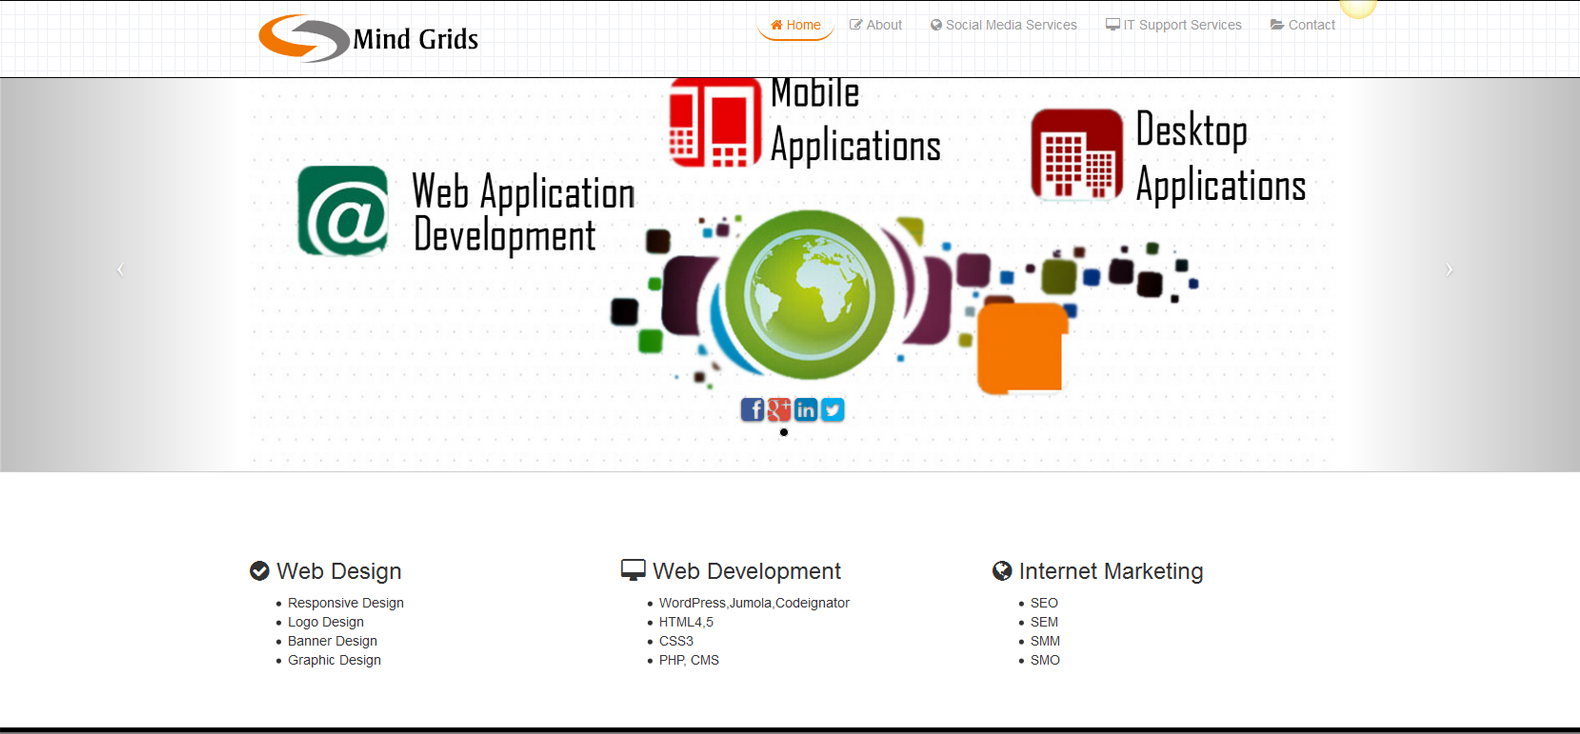 Mind Grids
Home
About
Social Media Services
IT Support Services
Contact
Mobile
Applications
Desktop
Applications
Web Application
Development
Web Design
Responsive Design
Logo Design
Banner Design
Graphic Design
Web Development
WordPress,Jumola,Codeignator
HTML4,5
CSS3
PHP, CMS
Internet Marketing
SEO
SEM
SMM
SMO